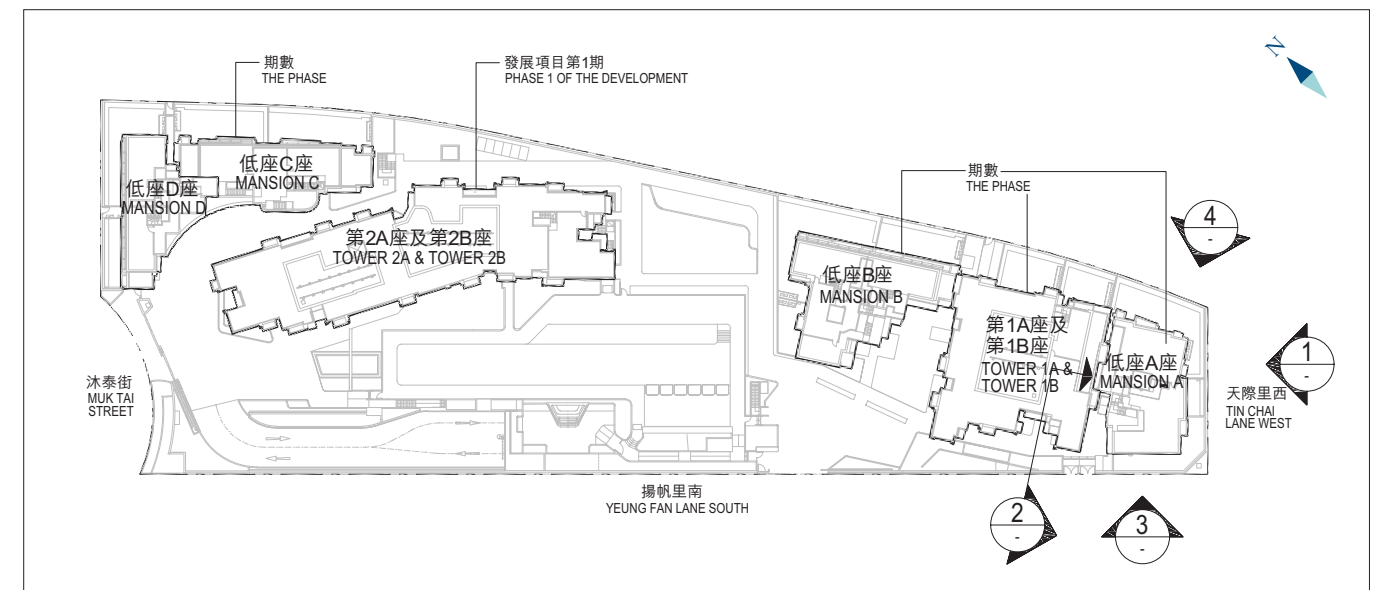 N
期數
THE PHASE
發展項目第1期
PHASE 1 OF THE DEVELOPMENT
低座C座
MANSION C
低座D座
MANSION D
第2A座及第2B座
TOWER 2A & TOWER 2B
期數
THE PHASE
4
-
低座B座
MANSION B
第1A座及
第1B座
TOWER 1A &
TOWER 1B
低座A座
MANSION A
1
-
沐泰街
MUK TAI
STREET
天際里西
TIN CHAI
LANE WEST
揚帆里南
YEUNG FAN LANE SOUTH
2
-
3
-